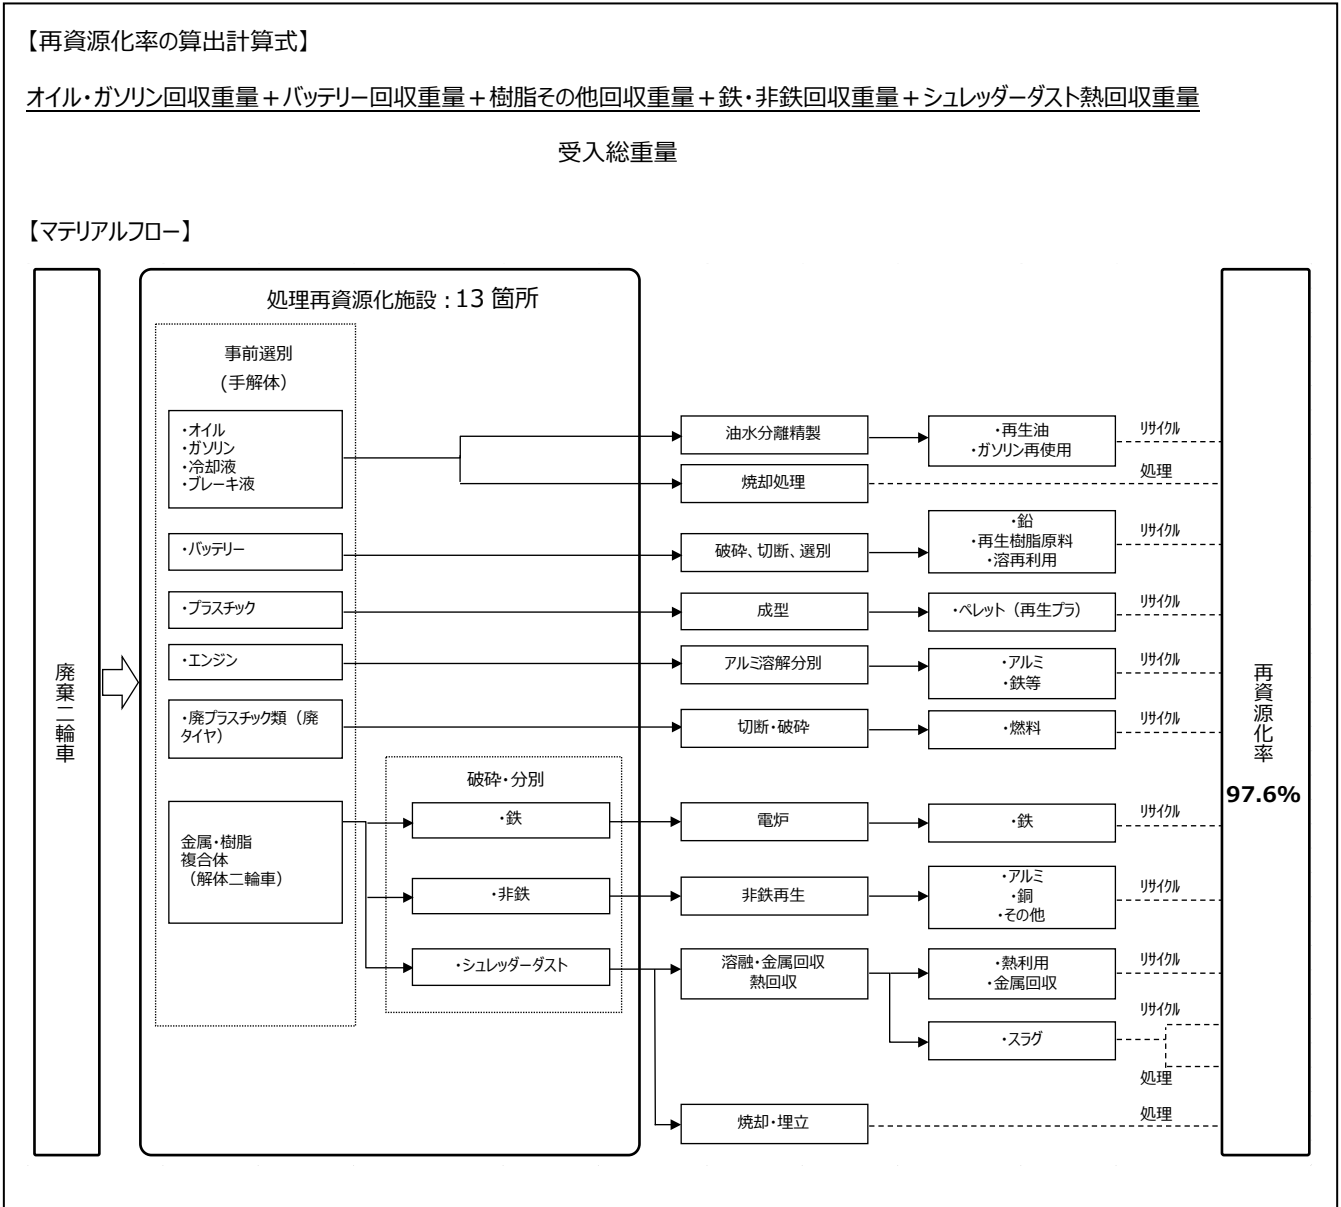 【再資源化率の算出計算式】
オイル・ガソリン回収重量＋バッテリー回収重量＋樹脂その他回収重量＋鉄・非鉄回収重量＋シュレッダーダスト熱回収重量
受入総重量
【マテリアルフロー】
廃棄二輪車
処理再資源化施設：13 箇所
事前選別
(手解体）
・オイル
・ガソリン
・冷却液
・ブレーキ液
油水分離精製
・再生油
・ガソリン再使用
リサイクル
焼却処理
処理
・バッテリー
破砕、切断、選別
・鉛
・再生樹脂原料
・溶再利用
リサイクル
・プラスチック
成型
・ペレット（再生プラ）
リサイクル
・エンジン
アルミ溶解分別
・アルミ
・鉄等
リサイクル
・廃プラスチック類（廃
タイヤ）
切断・破砕
・燃料
リサイクル
金属・樹脂
複合体
（解体二輪車）
破砕・分別
・鉄
電炉
・鉄
リサイクル
・非鉄
非鉄再生
・アルミ
・銅
・その他
リサイクル
・シュレッダーダスト
溶融・金属回収
熱回収
・熱利用
・金属回収
リサイクル
・スラグ
リサイクル
処理
焼却・埋立
処理
再資源化率
97.6%